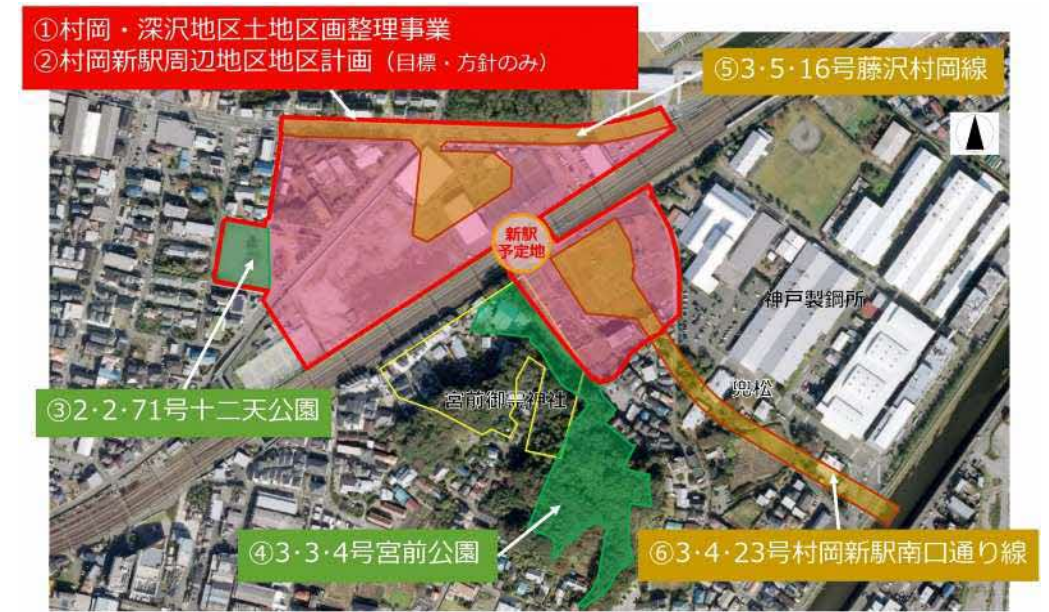 ①村岡・深沢地区土地区画整理事業
②村岡新駅周辺地区地区計画（目標・方針のみ）
⑤3・5・16号藤沢村岡線
新駅
予定地
神戸製鋼所
③2・2・71号十二天公園
兜松
宮前御霊神社
④3・3・4号宮前公園
⑥3・4・23号村岡新駅南口通り線